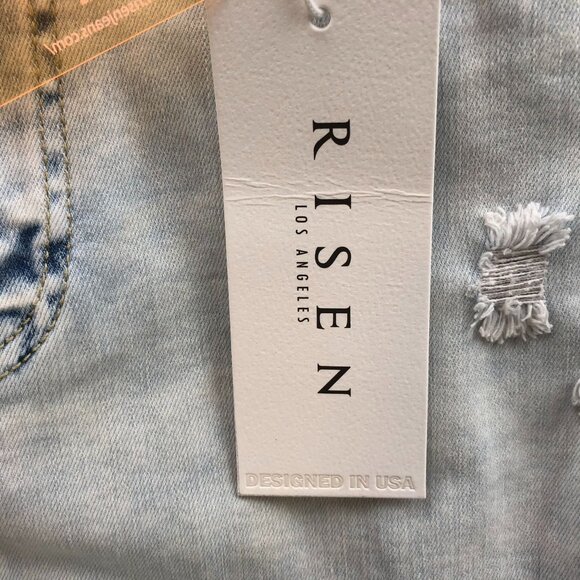 RISEN
LOS ANGELES
DESIGNED IN USA